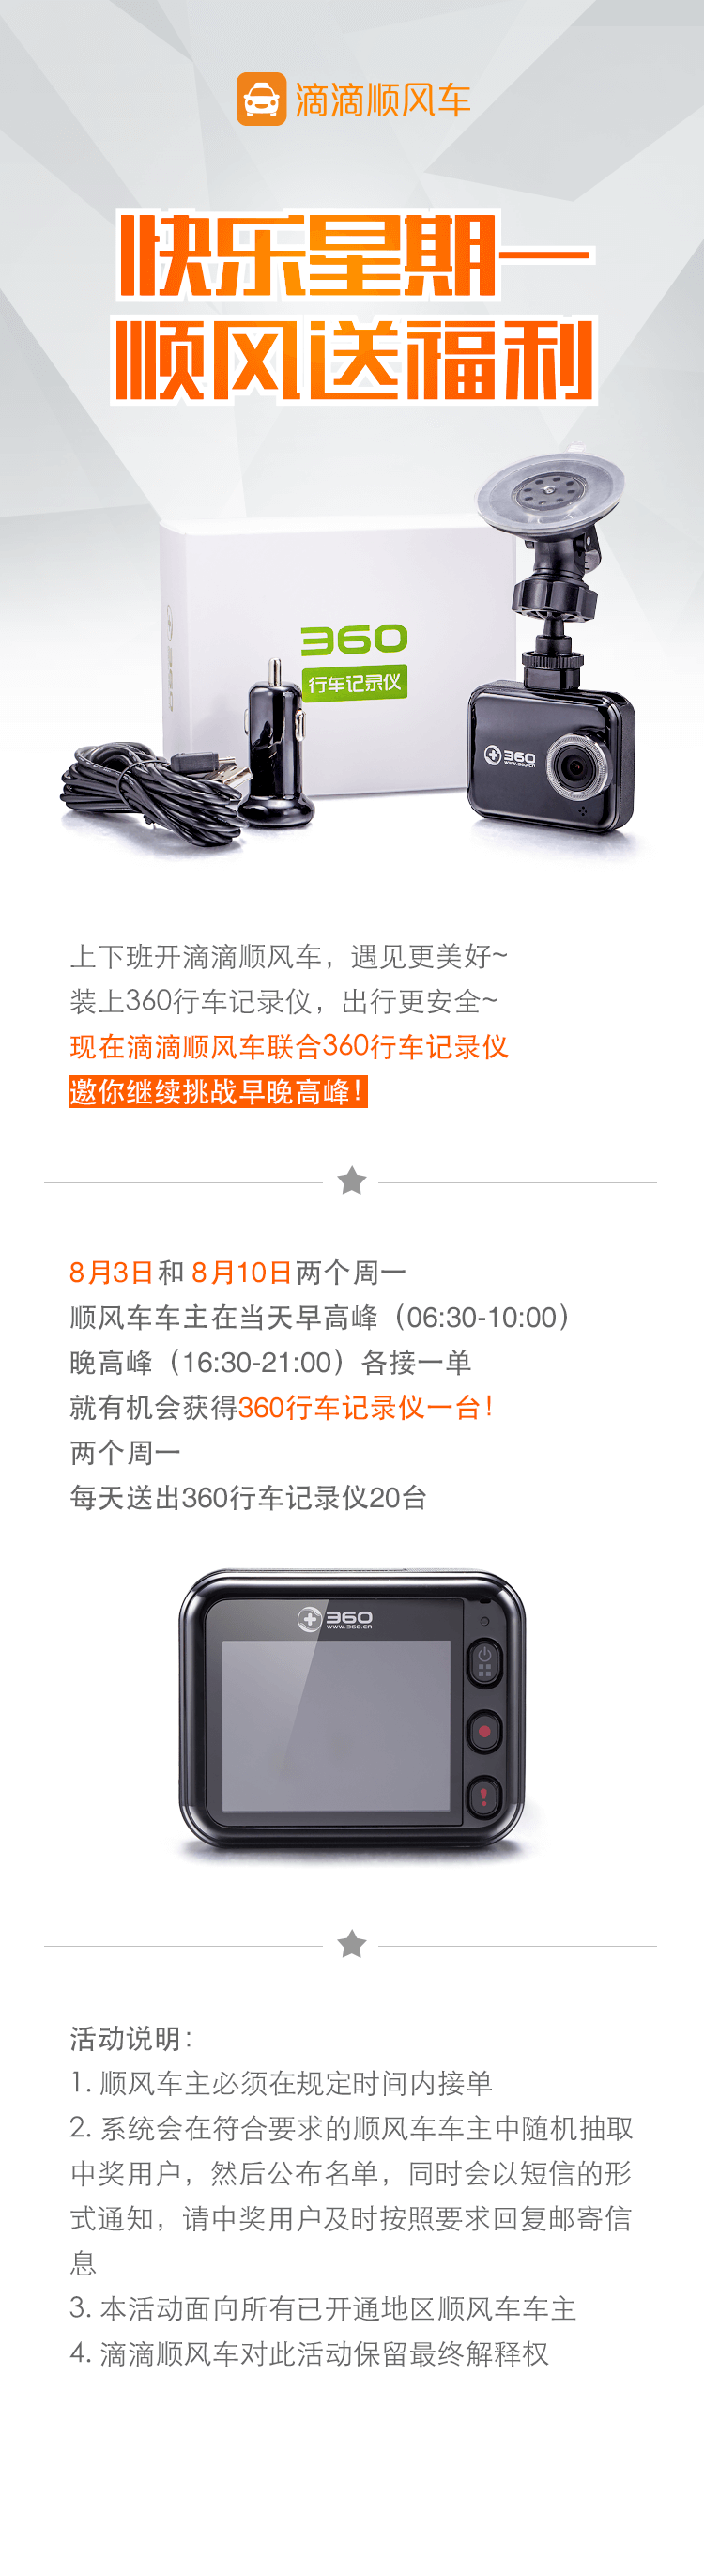 滴滴顺风车
快乐星期一
顺风送福利
360
360
行车记录仪
360
www.360.cn
上下班开滴滴顺风车，遇见更美好~
装上360行车记录仪，出行更安全~
现在滴滴顺风车联合360行车记录仪
邀你继续挑战早晚高峰！
8月3日和 8月10日两个周一
顺风车车主在当天早高峰（06:30-10:00）
晚高峰（16:30-21:00）各接一单
就有机会获得360行车记录仪一台！
两个周一
每天送出360行车记录仪20台
360
www.360.cn
活动说明：
1. 顺风车主必须在规定时间内接单
2. 系统会在符合要求的顺风车车主中随机抽取
中奖用户，然后公布名单，同时会以短信的形
式通知，请中奖用户及时按照要求回复邮寄信
息
3. 本活动面向所有已开通地区顺风车车主
4. 滴滴顺风车对此活动保留最终解释权